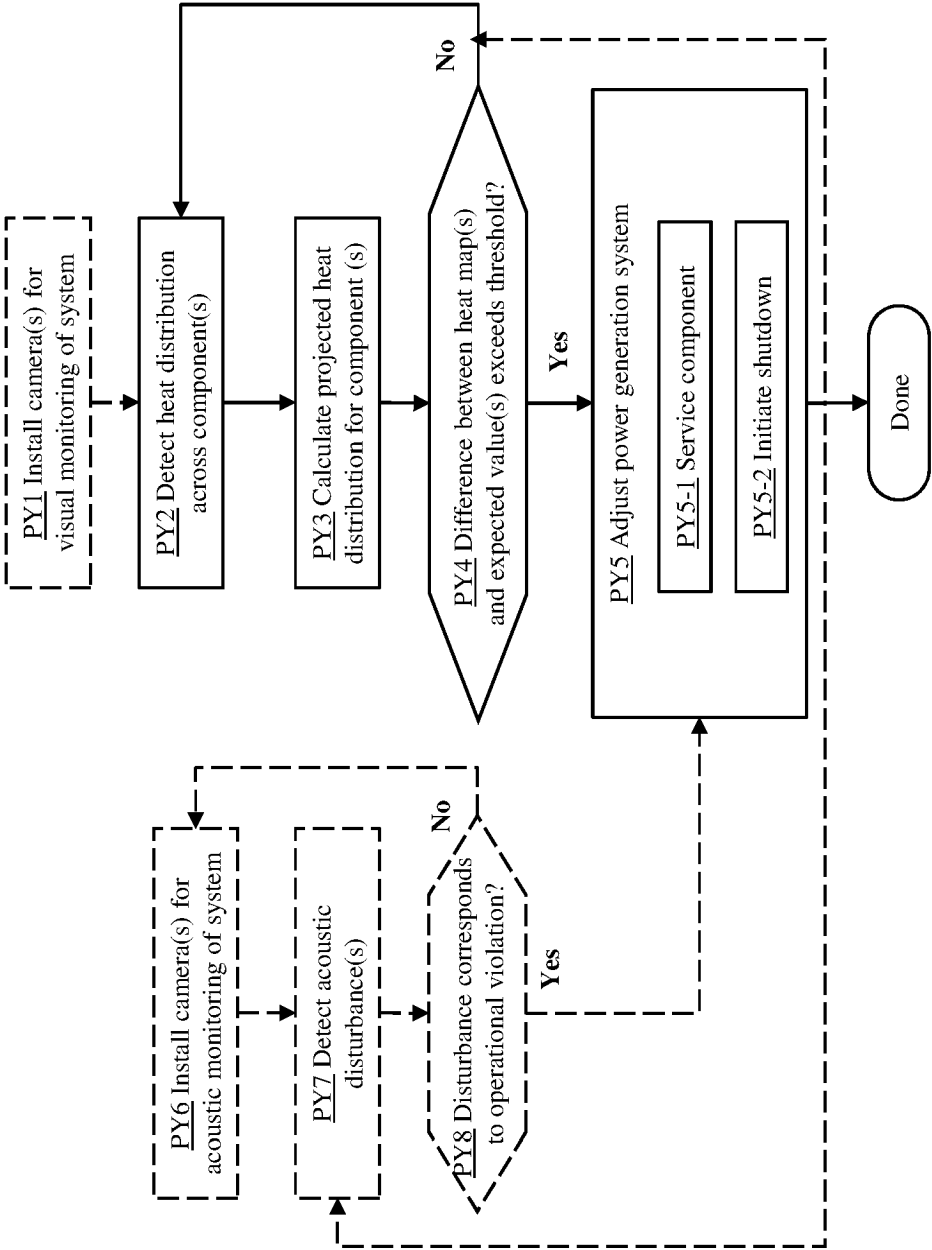 PY1 Install camera(s) for
visual monitoring of system
PY2 Detect heat distribution
across component(s)
PY3 Calculate projected heat
distribution for component (s)
PY4 Difference between heat map(s)
and expected value(s) exceeds threshold?
No
Yes
PY5 Adjust power generation system
PY5-1 Service component
PY5-2 Initiate shutdown
Done
PY6 Install camera(s) for
acoustic monitoring of system
PY7 Detect acoustic
disturbance(s)
PY8 Disturbance corresponds
to operational violation?
No
Yes